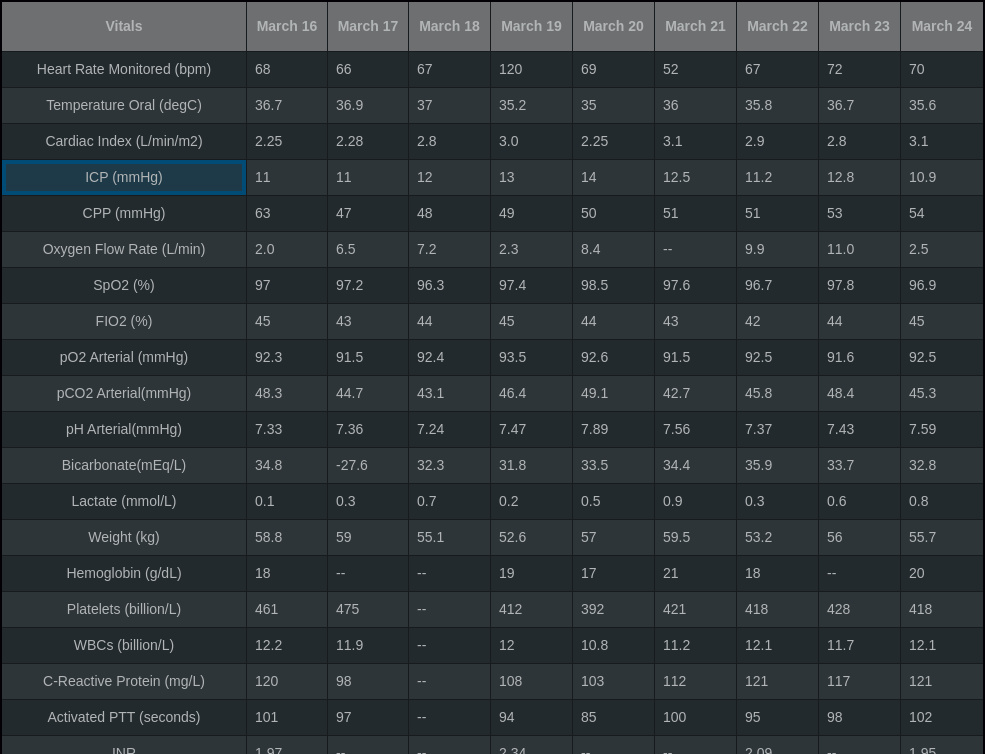 Vitals March 16 March 17 March 18 March 19 March 20 March 21 March 22 March 23 March 24
Heart Rate Monitored (bpm) 68 66 67 120 69 52 67 72 70
Temperature Oral (degC) 36.7 36.9 37 35.2 35 36 35.8 36.7 35.6
Cardiac Index (L/min/m2) 2.25 2.28 2.8 3.0 2.25 3.1 2.9 2.8 3.1
ICP (mmHg) 11 11 12 13 14 12.5 11.2 12.8 10.9
CPP (mmHg) 63 47 48 49 50 51 51 53 54
Oxygen Flow Rate (L/min) 2.0 6.5 7.2 2.3 8.4 -- 9.9 11.0 2.5
SpO2 (%) 97 97.2 96.3 97.4 98.5 97.6 96.7 97.8 96.9
FIO2 (%) 45 43 44 45 44 43 42 44 45
pO2 Arterial (mmHg) 92.3 91.5 92.4 93.5 92.6 91.5 92.5 91.6 92.5
pCO2 Arterial(mmHg) 48.3 44.7 43.1 46.4 49.1 42.7 45.8 48.4 45.3
pH Arterial(mmHg) 7.33 7.36 7.24 7.47 7.89 7.56 7.37 7.43 7.59
Bicarbonate(mEq/L) 34.8 -27.6 32.3 31.8 33.5 34.4 35.9 33.7 32.8
Lactate (mmol/L) 0.1 0.3 0.7 0.2 0.5 0.9 0.3 0.6 0.8
Weight (kg) 58.8 59 55.1 52.6 57 59.5 53.2 56 55.7
Hemoglobin (g/dL) 18 -- -- 19 17 21 18 -- 20
Platelets (billion/L) 461 475 -- 412 392 421 418 428 418
WBCs (billion/L) 12.2 11.9 -- 12 10.8 11.2 12.1 11.7 12.1
C-Reactive Protein (mg/L) 120 98 -- 108 103 112 121 117 121
Activated PTT (seconds) 101 97 -- 94 85 100 95 98 102
INR 1.97 -- -- 2.34 -- -- 2.09 -- 1.95